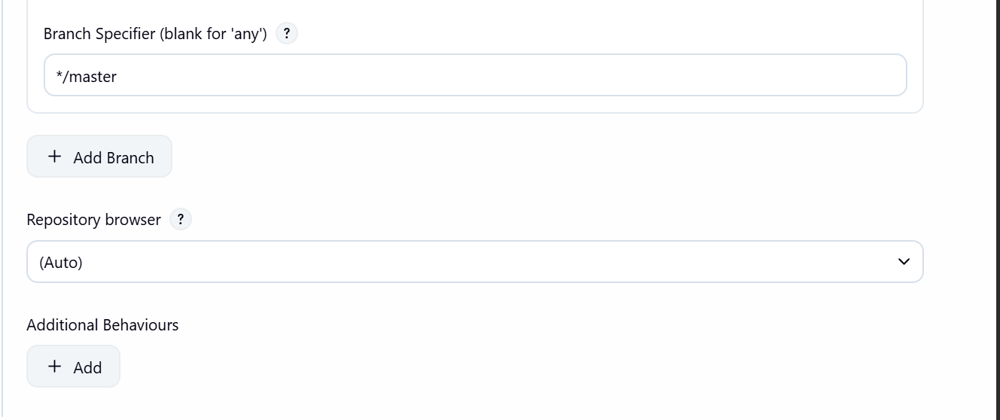 Branch Specifier (blank for 'any') ?
*/master
+ Add Branch
Repository browser ?
(Auto)
Additional Behaviours
+ Add